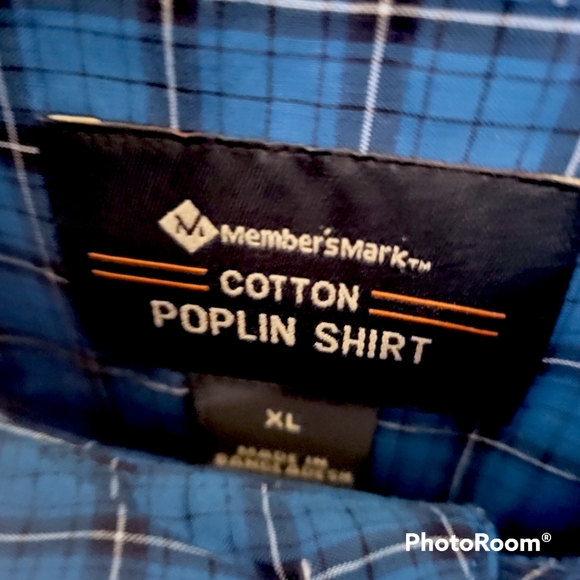 M
Member'sMark™
COTTON
POPLIN SHIRT
XL
MADE IN
BANGLADESH
PhotoRoom®